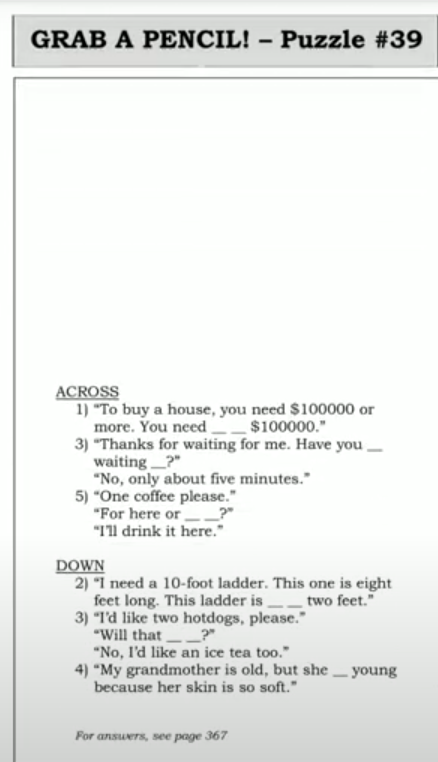 GRAB A PENCIL! – Puzzle #39
ACROSS
1) "To buy a house, you need $100000 or
more. You need __ __ $100000."
3) "Thanks for waiting for me. Have you __
waiting __?"
"No, only about five minutes."
5) "One coffee please."
"For here or __ __?"
"I'll drink it here."
DOWN
2) "I need a 10-foot ladder. This one is eight
feet long. This ladder is __ __ two feet."
3) "I'd like two hotdogs, please."
"Will that __ __?"
"No, I'd like an ice tea too."
4) "My grandmother is old, but she __ young
because her skin is so soft."
For answers, see page 367